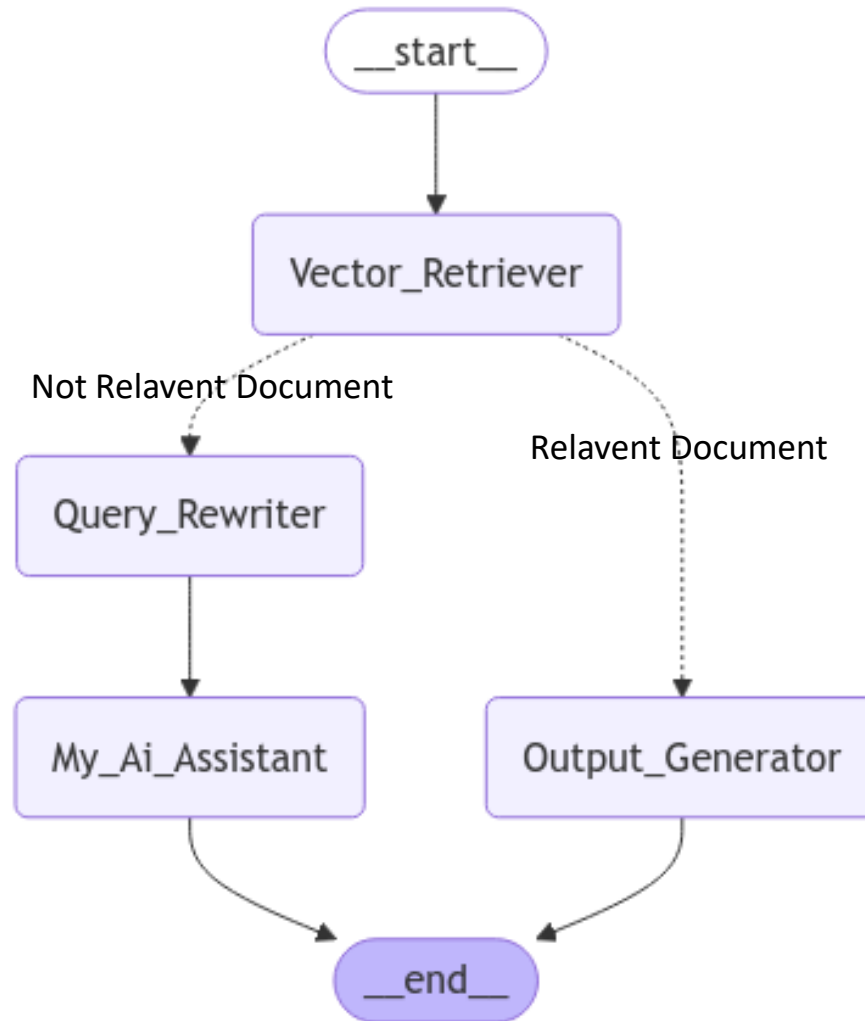 __start__
Vector_Retriever
Not Relavent Document
Relavent Document
Query_Rewriter
My_Ai_Assistant
Output_Generator
__end__